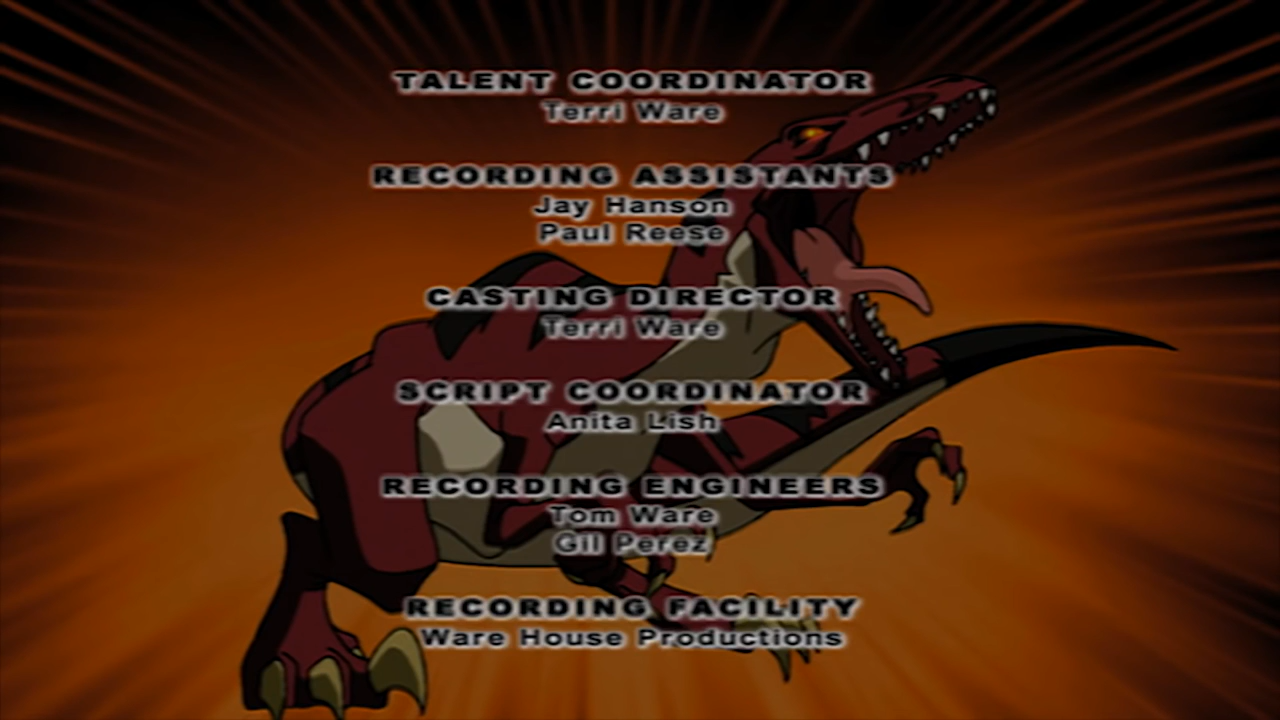 TALENT COORDINATOR
Terri Ware
RECORDING ASSISTANTS
Jay Hanson
Paul Reese
CASTING DIRECTOR
Terri Ware
SCRIPT COORDINATOR
Anita Lish
RECORDING ENGINEERS
Tom Ware
Gil Perez
RECORDING FACILITY
Ware House Productions